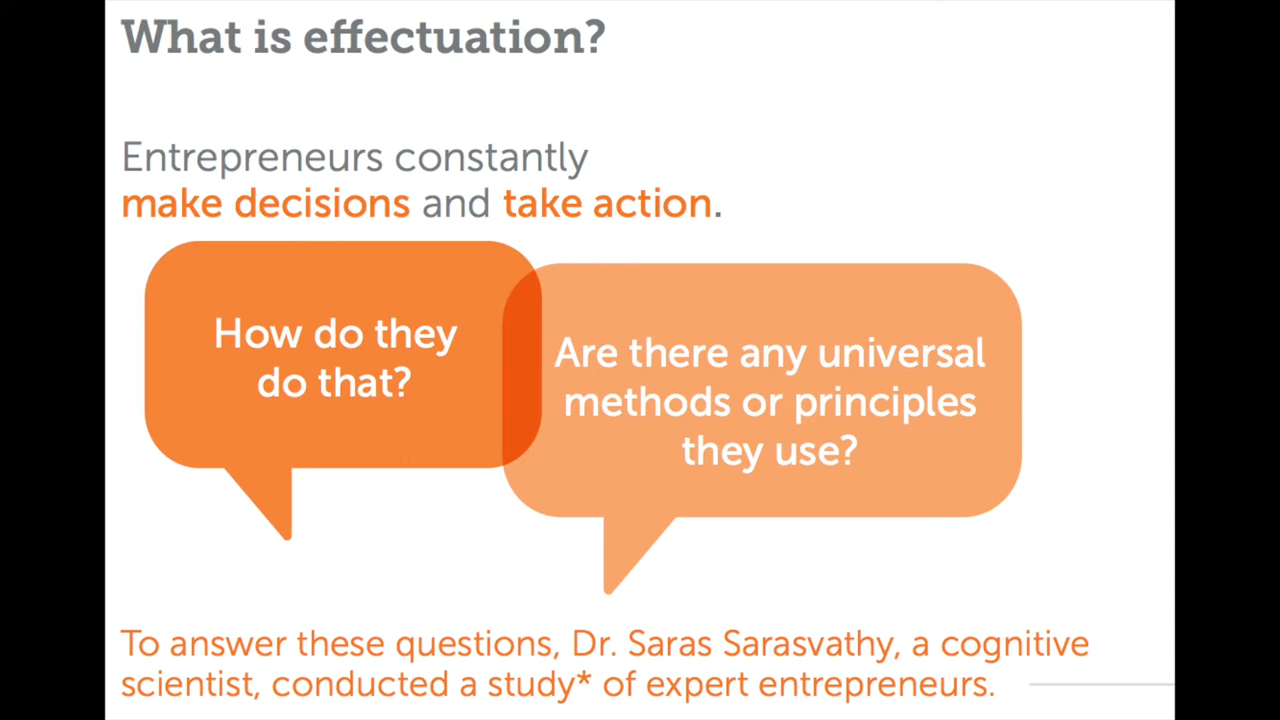 What is effectuation?
Entrepreneurs constantly
make decisions and take action.
How do they
do that?
Are there any universal
methods or principles
they use?
To answer these questions, Dr. Saras Sarasvathy, a cognitive
scientist, conducted a study* of expert entrepreneurs.